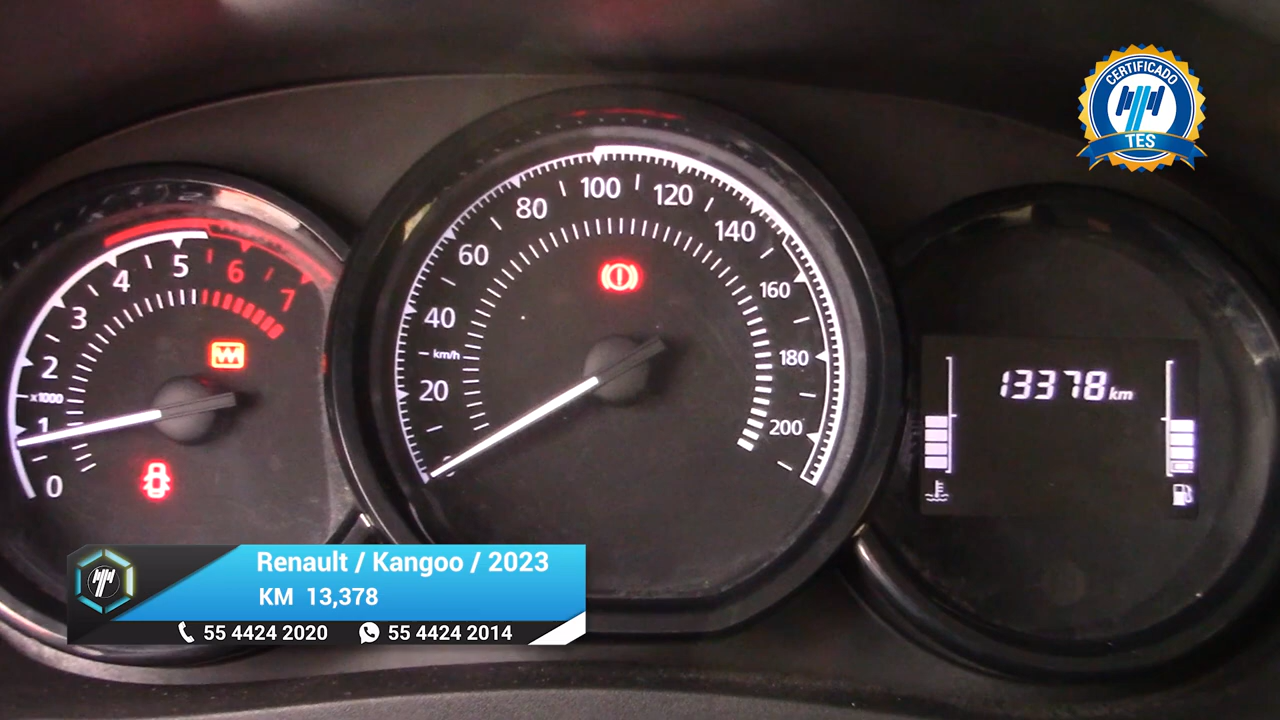 CERTIFICADO
TES
0
1
2
3
4
5
6
7
x1000
20
40
60
80
100
120
140
160
180
200
km/h
13378 km
Renault / Kangoo / 2023
KM 13,378
55 4424 2020 55 4424 2014